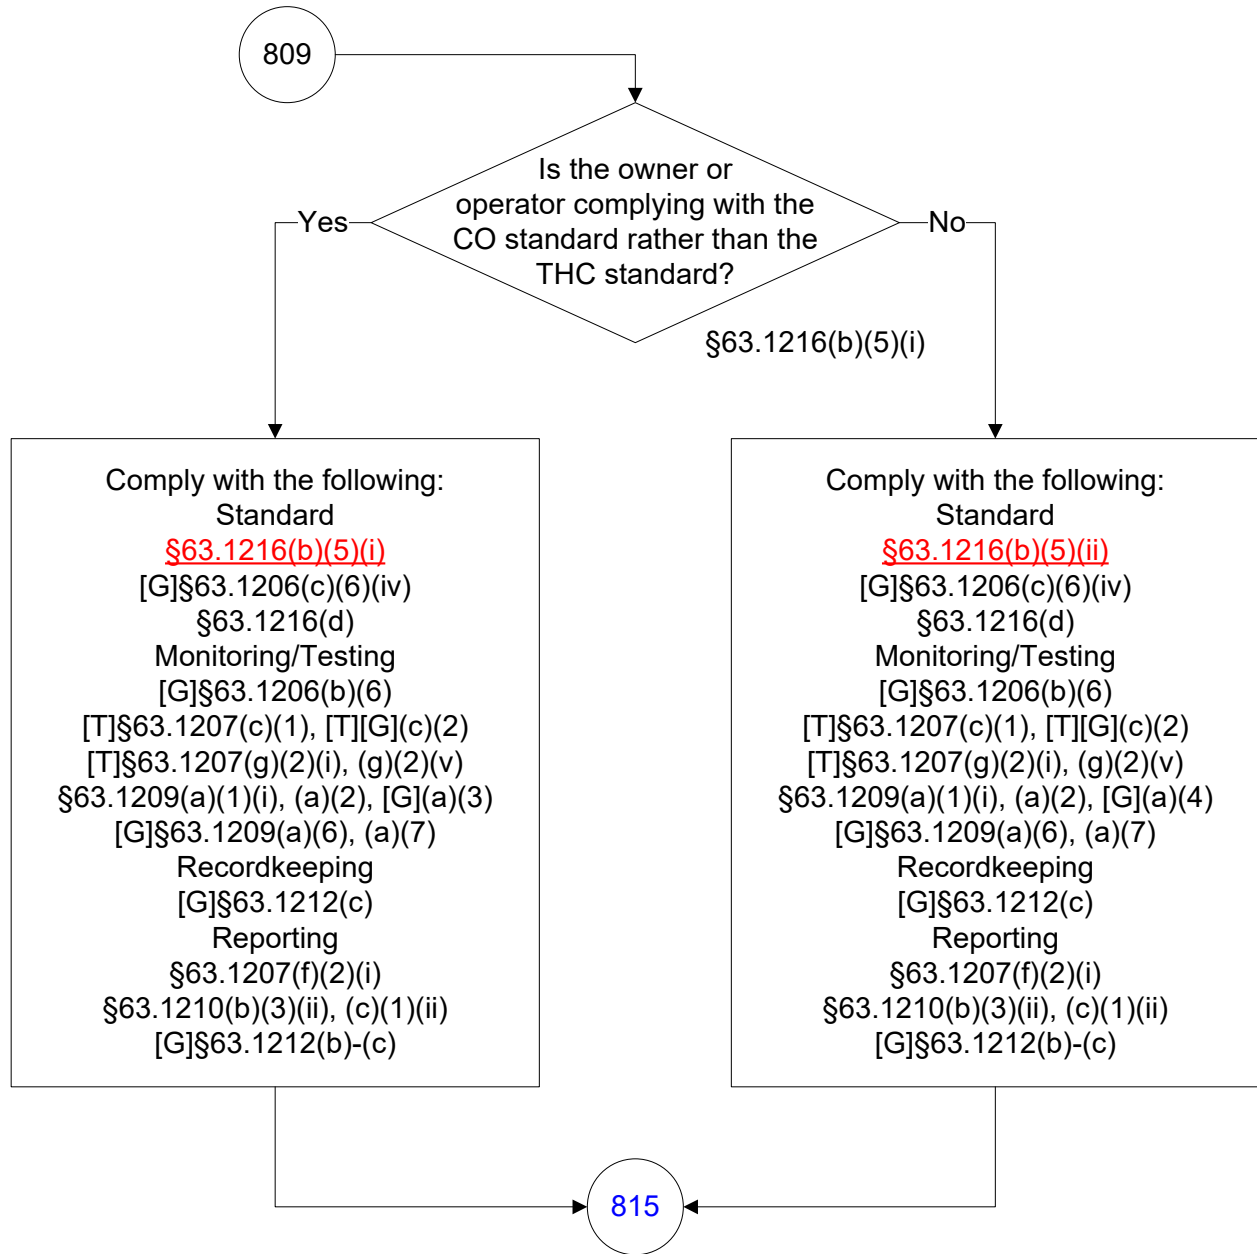 809
Is the owner or
operator complying with the
CO standard rather than the
THC standard?
Yes
No
§63.1216(b)(5)(i)
Comply with the following:
Standard
§63.1216(b)(5)(i)
[G]§63.1206(c)(6)(iv)
§63.1216(d)
Monitoring/Testing
[G]§63.1206(b)(6)
[T]§63.1207(c)(1), [T][G](c)(2)
[T]§63.1207(g)(2)(i), (g)(2)(v)
§63.1209(a)(1)(i), (a)(2), [G](a)(3)
[G]§63.1209(a)(6), (a)(7)
Recordkeeping
[G]§63.1212(c)
Reporting
§63.1207(f)(2)(i)
§63.1210(b)(3)(ii), (c)(1)(ii)
[G]§63.1212(b)-(c)
Comply with the following:
Standard
§63.1216(b)(5)(ii)
[G]§63.1206(c)(6)(iv)
§63.1216(d)
Monitoring/Testing
[G]§63.1206(b)(6)
[T]§63.1207(c)(1), [T][G](c)(2)
[T]§63.1207(g)(2)(i), (g)(2)(v)
§63.1209(a)(1)(i), (a)(2), [G](a)(4)
[G]§63.1209(a)(6), (a)(7)
Recordkeeping
[G]§63.1212(c)
Reporting
§63.1207(f)(2)(i)
§63.1210(b)(3)(ii), (c)(1)(ii)
[G]§63.1212(b)-(c)
815